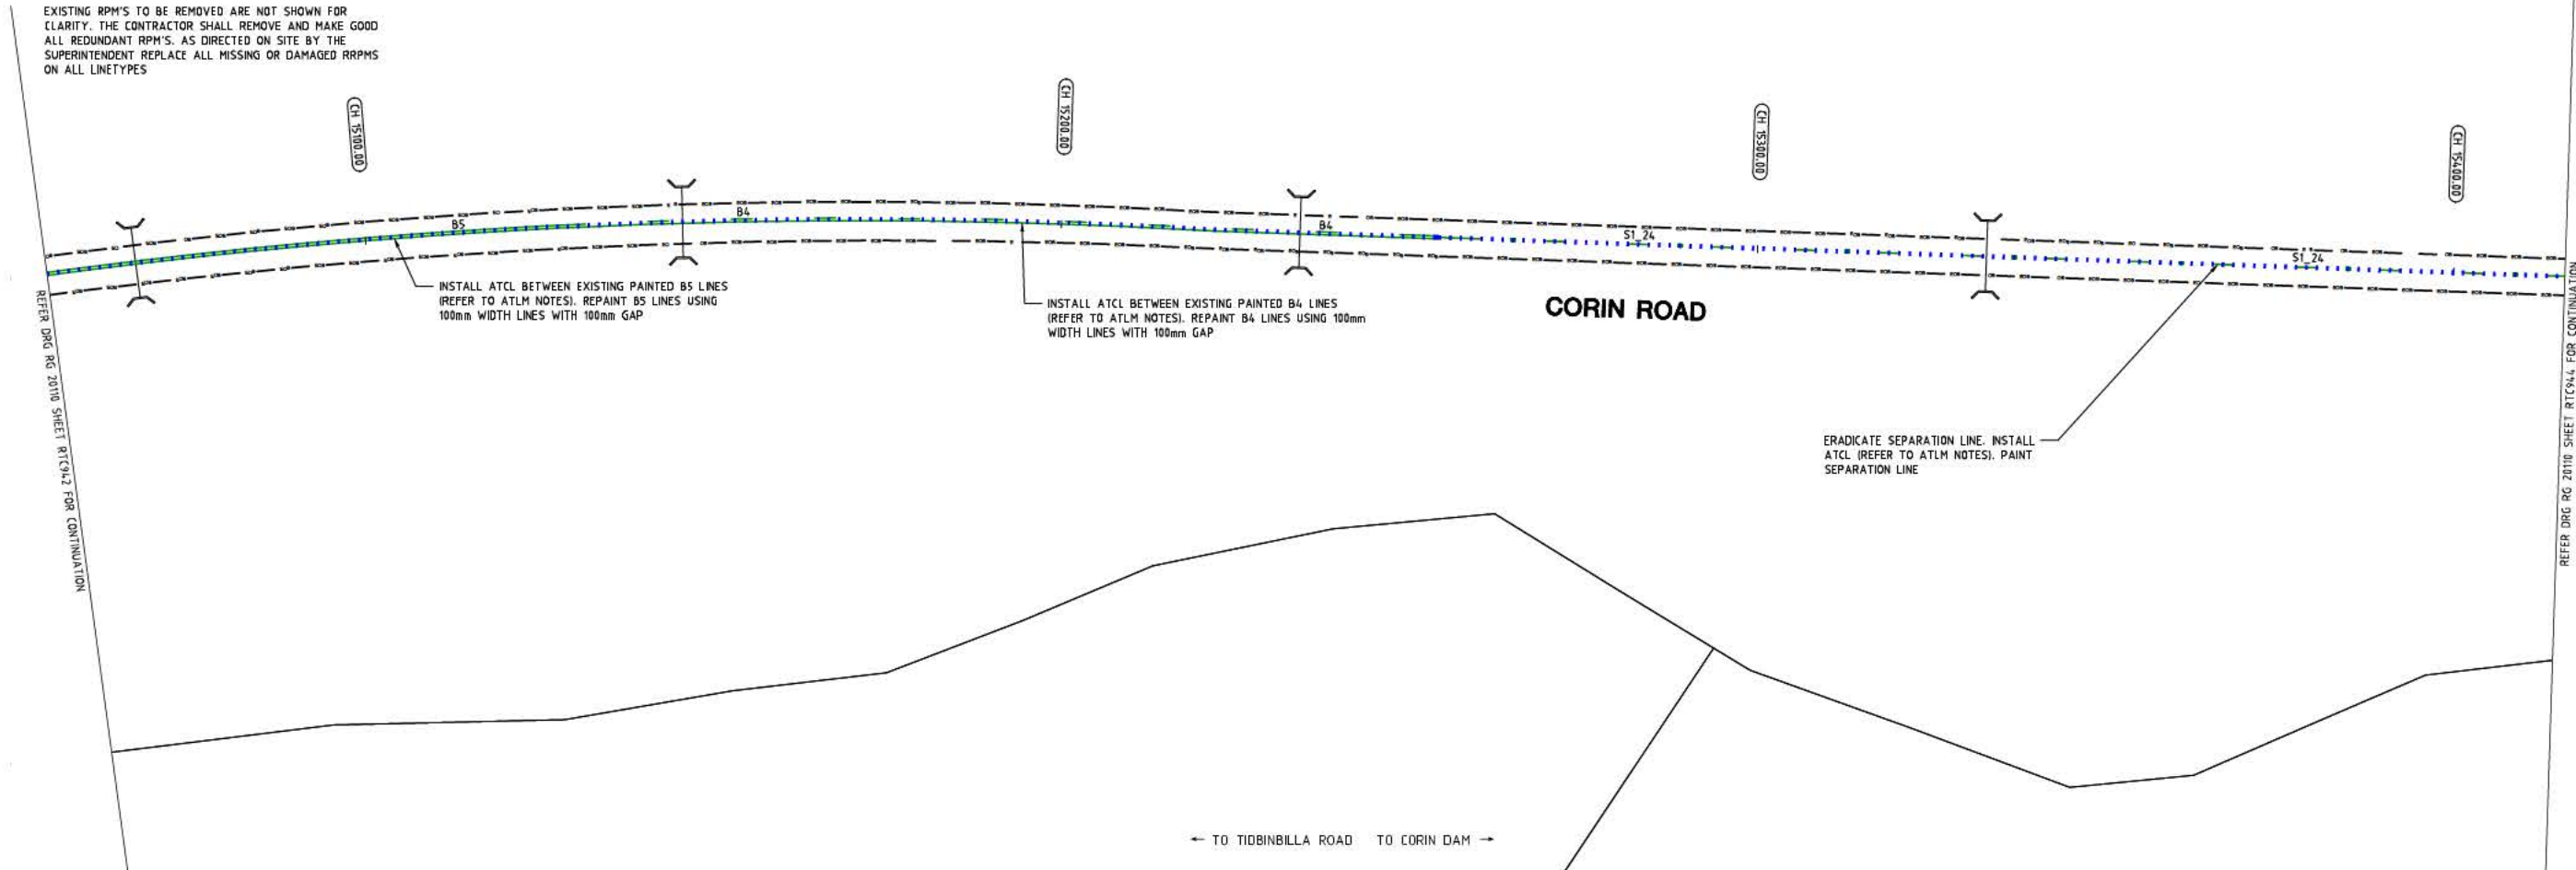 EXISTING RPM'S TO BE REMOVED ARE NOT SHOWN FOR
CLARITY. THE CONTRACTOR SHALL REMOVE AND MAKE GOOD
ALL REDUNDANT RPM'S. AS DIRECTED ON SITE BY THE
SUPERINTENDENT REPLACE ALL MISSING OR DAMAGED RRPMS
ON ALL LINETYPES
CH 15100.00
CH 15200.00
CH 15300.00
CH 15400.00
B5
B4
B4
S1_24
S1_24
INSTALL ATCL BETWEEN EXISTING PAINTED B5 LINES
(REFER TO ATLM NOTES). REPAINT B5 LINES USING
100mm WIDTH LINES WITH 100mm GAP
INSTALL ATCL BETWEEN EXISTING PAINTED B4 LINES
(REFER TO ATLM NOTES). REPAINT B4 LINES USING 100mm
WIDTH LINES WITH 100mm GAP
CORIN ROAD
ERADICATE SEPARATION LINE. INSTALL
ATCL (REFER TO ATLM NOTES). PAINT
SEPARATION LINE
REFER DRG RG 20110 SHEET RTC942 FOR CONTINUATION
REFER DRG RG 20110 SHEET RTC944 FOR CONTINUATION
← TO TIDBINBILLA ROAD TO CORIN DAM →